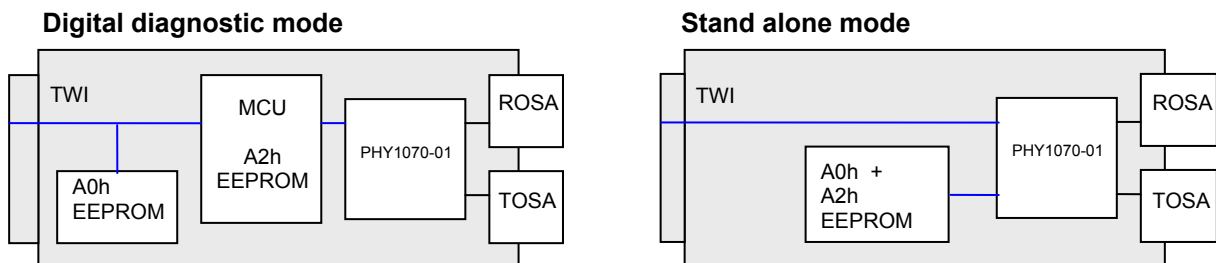 Digital diagnostic mode
TWI
MCU
A2h
EEPROM
A0h
EEPROM
PHY1070-01
ROSA
TOSA
Stand alone mode
TWI
A0h +
A2h
EEPROM
PHY1070-01
ROSA
TOSA